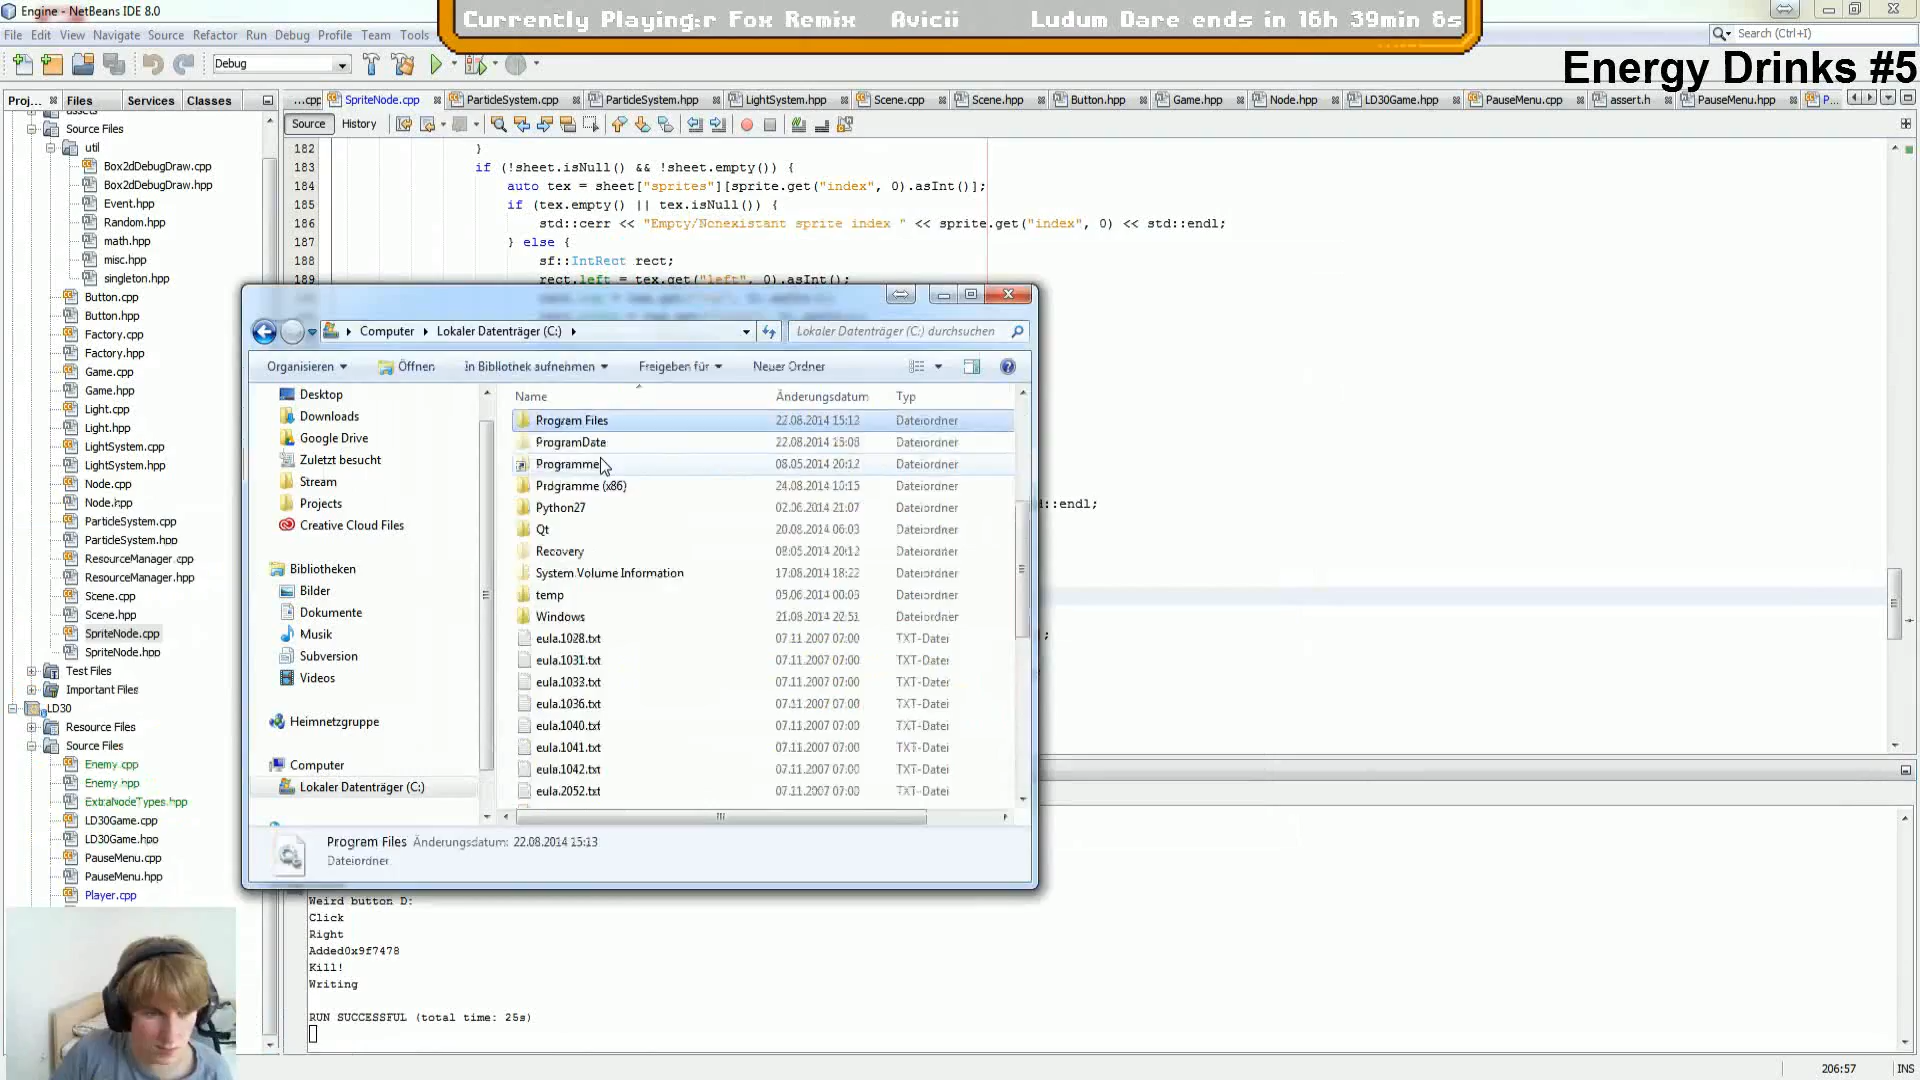 Engine - NetBeans IDE 8.0
Currently Playing:r Fox Remix Avicii Ludum Dare ends in 16h 39min 6s
File Edit View Navigate Source Refactor Run Debug Profile Team Tools
Search (Ctrl+I)
Debug
Energy Drinks #5
Proj... Files Services Classes
...cpp SpriteNode.cpp ParticleSystem.cpp ParticleSystem.hpp LightSystem.hpp Scene.cpp Scene.hpp Button.hpp Game.hpp Node.hpp LD30Game.hpp PauseMenu.cpp assert.h PauseMenu.hpp P...
Source History
assets
Source Files
util
Box2dDebugDraw.cpp
Box2dDebugDraw.hpp
Event.hpp
Random.hpp
math.hpp
misc.hpp
singleton.hpp
Button.cpp
Button.hpp
Factory.cpp
Factory.hpp
Game.cpp
Game.hpp
Light.cpp
Light.hpp
LightSystem.cpp
LightSystem.hpp
Node.cpp
Node.hpp
ParticleSystem.cpp
ParticleSystem.hpp
ResourceManager.cpp
ResourceManager.hpp
Scene.cpp
Scene.hpp
SpriteNode.cpp
SpriteNode.hpp
Test Files
Important Files
LD30
Resource Files
Source Files
Enemy.cpp
Enemy.hpp
ExtraNodeTypes.hpp
LD30Game.cpp
LD30Game.hpp
PauseMenu.cpp
PauseMenu.hpp
Player.cpp
182 }
183 if (!sheet.isNull() && !sheet.empty()) {
184 auto tex = sheet["sprites"][sprite.get("index", 0).asInt()];
185 if (tex.empty() || tex.isNull()) {
186 std::cerr << "Empty/Nonexistant sprite index " << sprite.get("index", 0) << std::endl;
187 } else {
188 sf::IntRect rect;
189 rect.left = tex.get("left", 0).asInt();
d::endl;
;
Computer Lokaler Datenträger (C:)
Lokaler Datenträger (C:) durchsuchen
Organisieren Öffnen In Bibliothek aufnehmen Freigeben für Neuer Ordner
Desktop
Downloads
Google Drive
Zuletzt besucht
Stream
Projects
Creative Cloud Files
Bibliotheken
Bilder
Dokumente
Musik
Subversion
Videos
Heimnetzgruppe
Computer
Lokaler Datenträger (C:)
Name Änderungsdatum Typ
Program Files 22.08.2014 15:13 Dateiordner
ProgramData 22.08.2014 15:08 Dateiordner
Programme 08.05.2014 20:12 Dateiordner
Programme (x86) 24.08.2014 10:15 Dateiordner
Python27 02.06.2014 21:07 Dateiordner
Qt 20.08.2014 06:03 Dateiordner
Recovery 08.05.2014 20:12 Dateiordner
System Volume Information 17.08.2014 18:22 Dateiordner
temp 05.06.2014 00:03 Dateiordner
Windows 21.08.2014 22:51 Dateiordner
eula.1028.txt 07.11.2007 07:00 TXT-Datei
eula.1031.txt 07.11.2007 07:00 TXT-Datei
eula.1033.txt 07.11.2007 07:00 TXT-Datei
eula.1036.txt 07.11.2007 07:00 TXT-Datei
eula.1040.txt 07.11.2007 07:00 TXT-Datei
eula.1041.txt 07.11.2007 07:00 TXT-Datei
eula.1042.txt 07.11.2007 07:00 TXT-Datei
eula.2052.txt 07.11.2007 07:00 TXT-Datei
Program Files Änderungsdatum: 22.08.2014 15:13
Dateiordner
Weird button D:
Click
Right
Added0x9f7478
Kill!
Writing
RUN SUCCESSFUL (total time: 25s)
206:57 INS